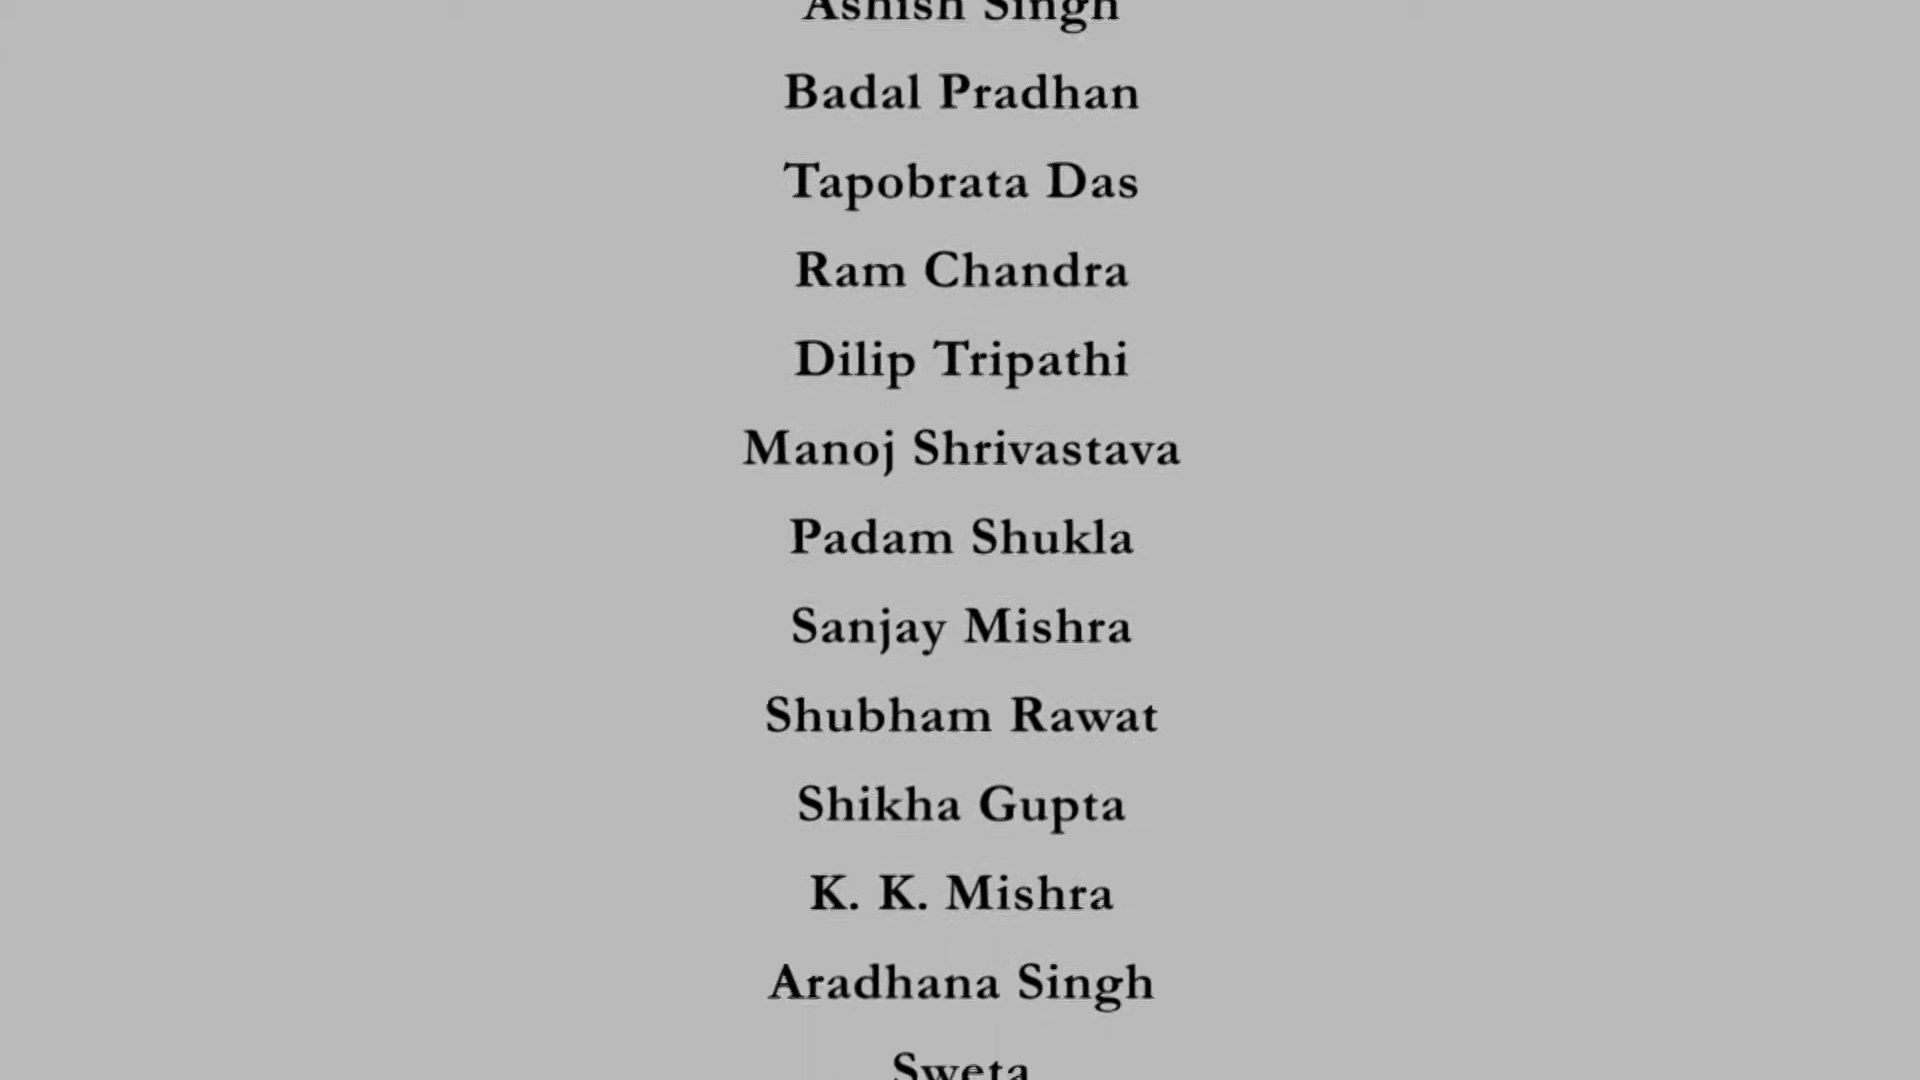 Ashish Singh
Badal Pradhan
Tapobrata Das
Ram Chandra
Dilip Tripathi
Manoj Shrivastava
Padam Shukla
Sanjay Mishra
Shubham Rawat
Shikha Gupta
K. K. Mishra
Aradhana Singh
Sweta